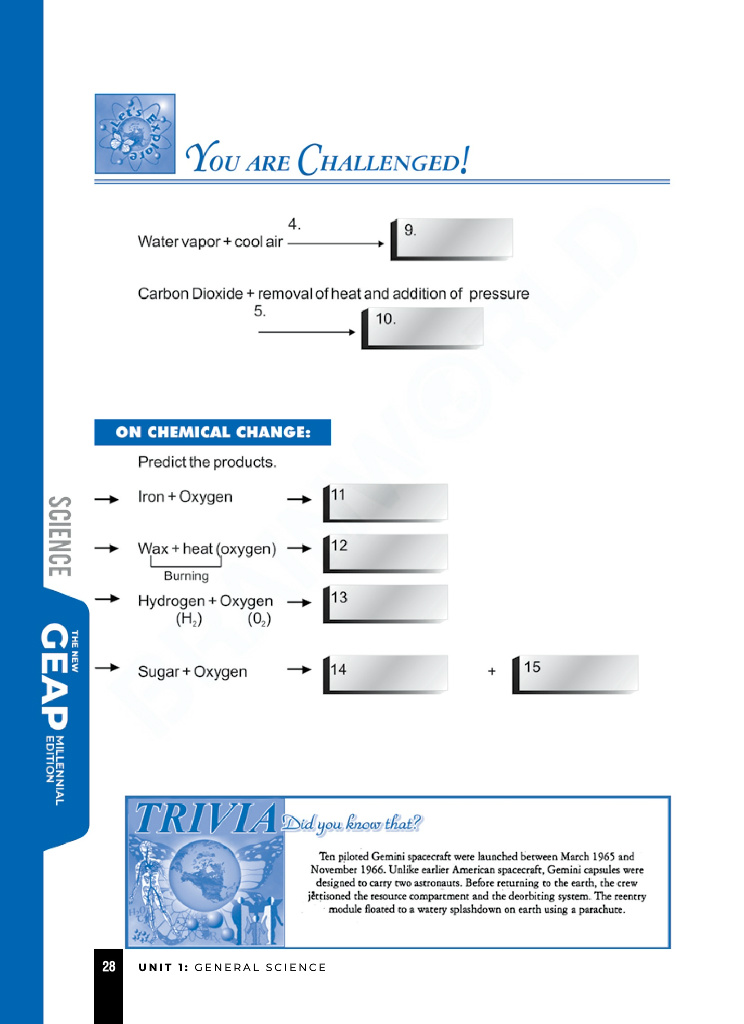 Let's Explore
YOU ARE CHALLENGED!
4.
Water vapor + cool air
9.
Carbon Dioxide + removal of heat and addition of pressure
5.
10.
ON CHEMICAL CHANGE:
Predict the products.
Iron + Oxygen
11
Wax + heat (oxygen)
12
Burning
Hydrogen + Oxygen
13
(H₂) (0₂)
Sugar + Oxygen
14
+
15
SCIENCE
THE NEW
GEAP
MILLENNIAL
EDITION
TRIVIA
Did you know that?
Ten piloted Gemini spacecraft were launched between March 1965 and
November 1966. Unlike earlier American spacecraft, Gemini capsules were
designed to carry two astronauts. Before returning to the earth, the crew
jettisoned the resource compartment and the deorbiting system. The reentry
module floated to a watery splashdown on earth using a parachute.
28
UNIT 1: GENERAL SCIENCE